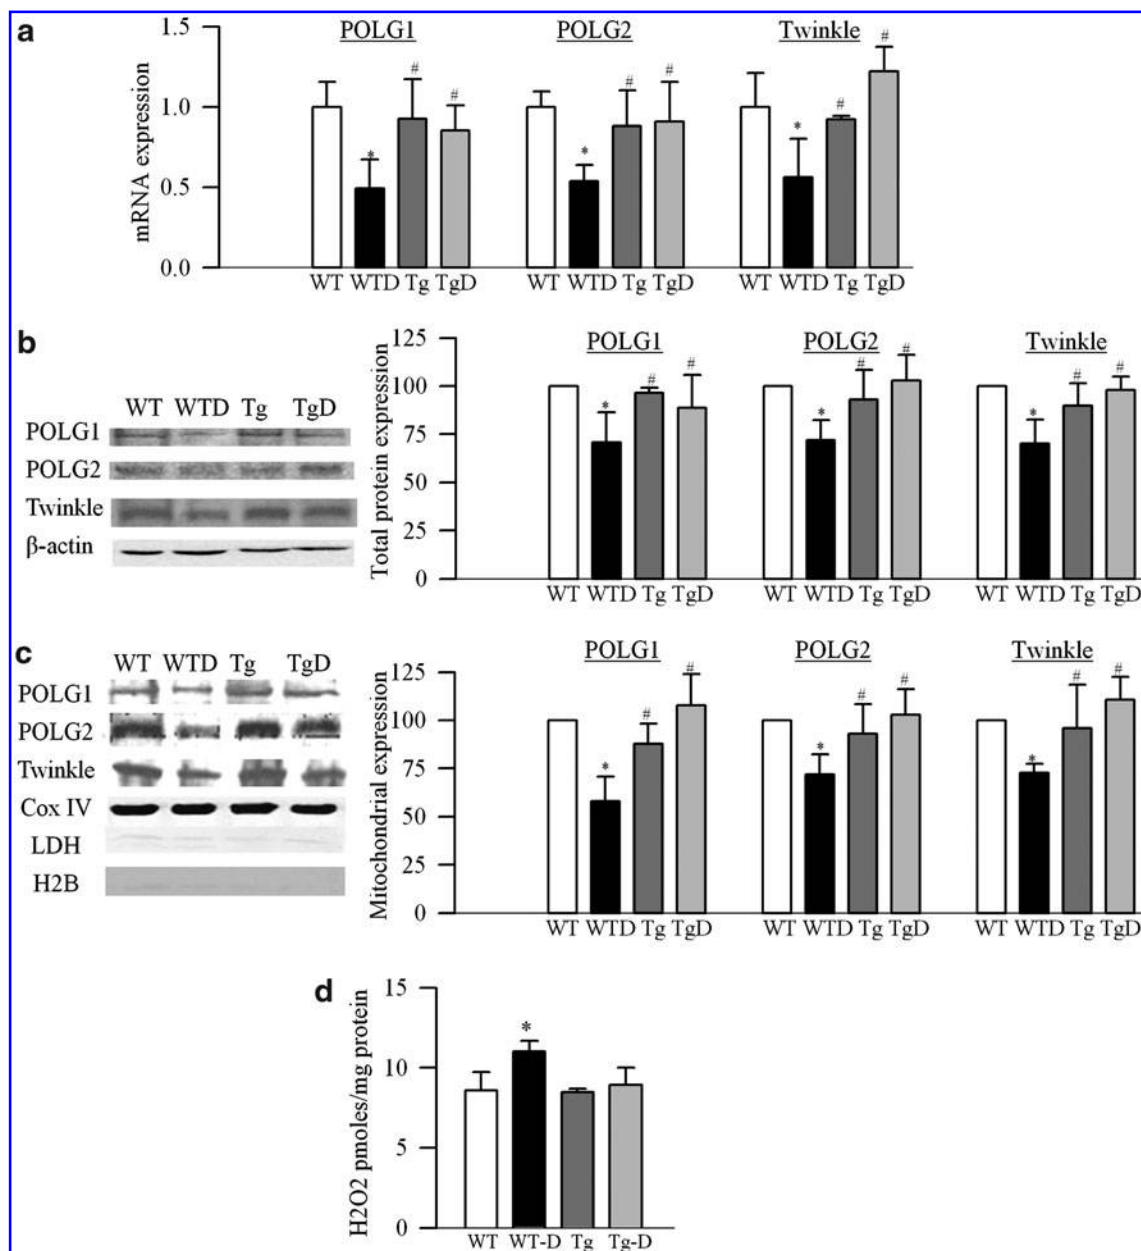 a
mRNA expression
1.5
1.0
0.5
0.0
POLG1 POLG2 Twinkle
* # #
* # #
* # #
WT WTD Tg TgD WT WTD Tg TgD WT WTD Tg TgD
b
WT WTD Tg TgD
POLG1
POLG2
Twinkle
β-actin
Total protein expression
125
100
75
50
25
0
POLG1 POLG2 Twinkle
* # #
* # #
* # #
WT WTD Tg TgD WT WTD Tg TgD WT WTD Tg TgD
c
WT WTD Tg TgD
POLG1
POLG2
Twinkle
Cox IV
LDH
H2B
Mitochondrial expression
125
100
75
50
25
0
POLG1 POLG2 Twinkle
* # #
* # #
* # #
WT WTD Tg TgD WT WTD Tg TgD WT WTD Tg TgD
d
H2O2 pmoles/mg protein
15
10
5
0
*
WT WT-D Tg Tg-D